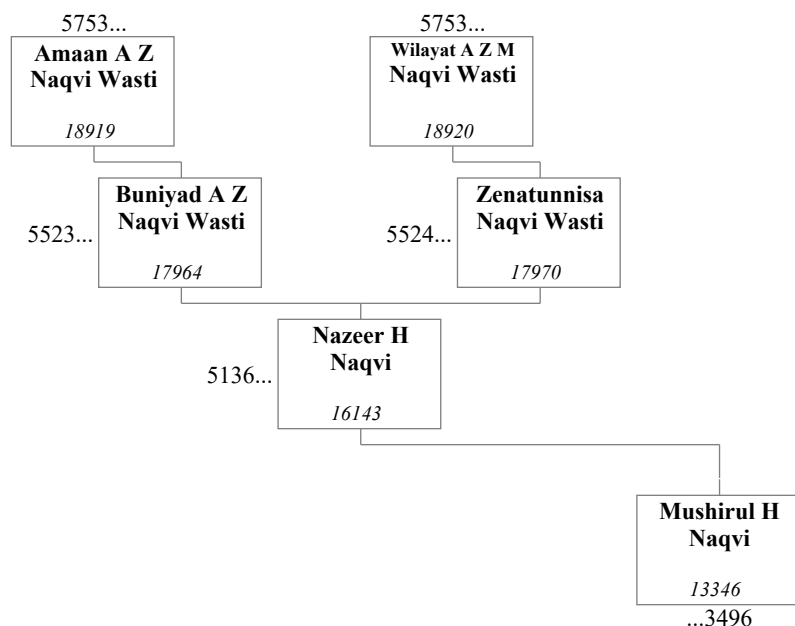 5753...
Amaan A Z
Naqvi Wasti
18919
5753...
Wilayat A Z M
Naqvi Wasti
18920
5523...
Buniyad A Z
Naqvi Wasti
17964
5524...
Zenatunnisa
Naqvi Wasti
17970
5136...
Nazeer H
Naqvi
16143
Mushirul H
Naqvi
13346
...3496